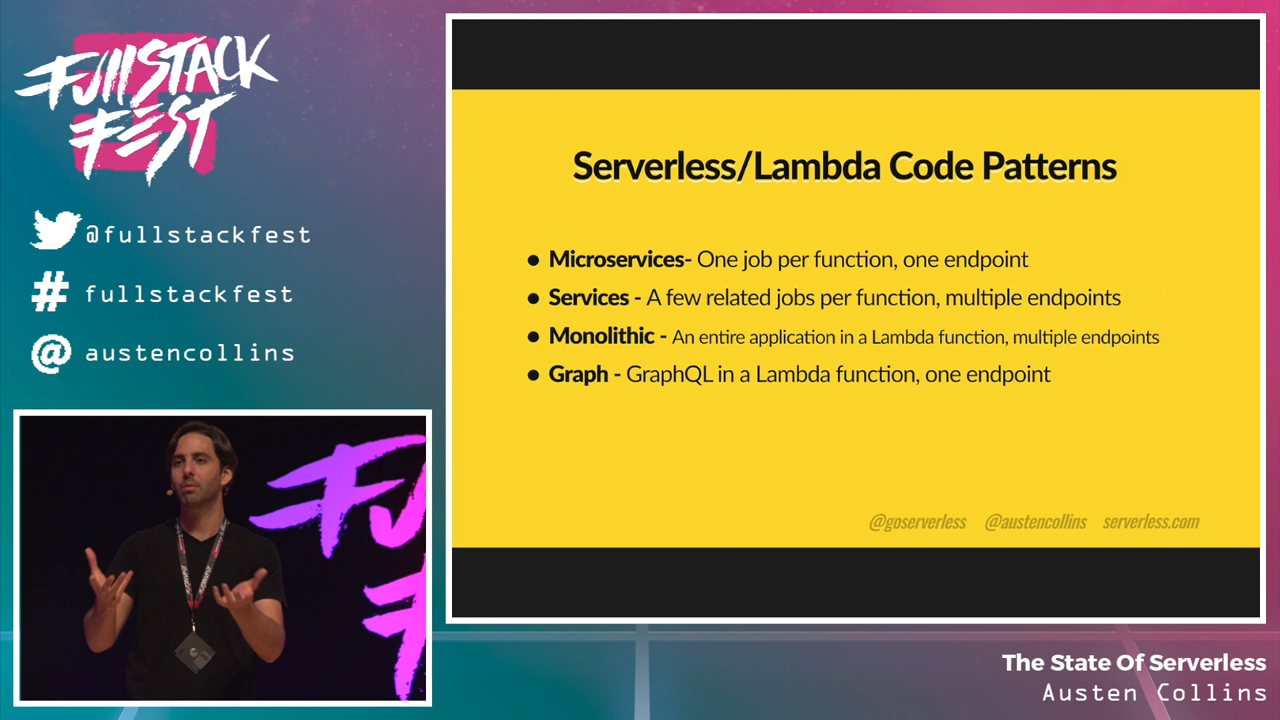 FullStack
Fest
@fullstackfest
# fullstackfest
@ austencollins
Serverless/Lambda Code Patterns
● Microservices- One job per function, one endpoint
● Services - A few related jobs per function, multiple endpoints
● Monolithic - An entire application in a Lambda function, multiple endpoints
● Graph - GraphQL in a Lambda function, one endpoint
@goserverless @austencollins serverless.com
The State Of Serverless
Austen Collins